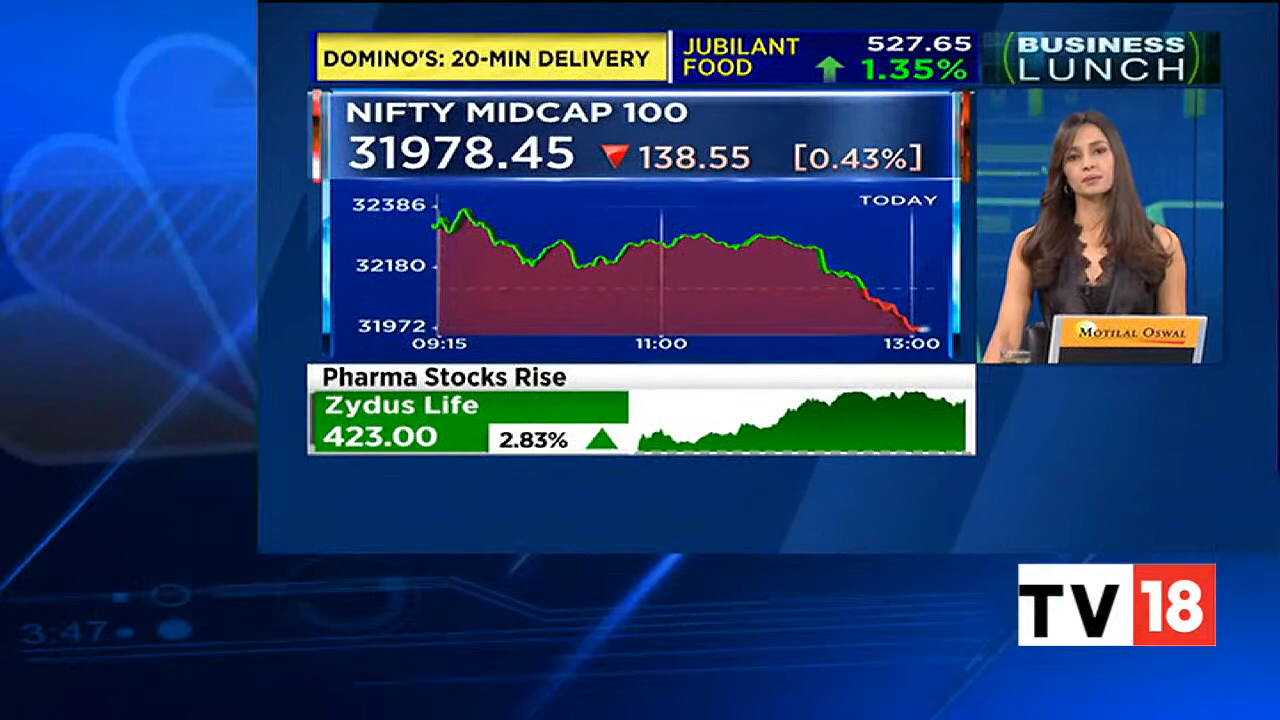 DOMINO'S: 20-MIN DELIVERY
JUBILANT
FOOD
527.65
1.35%
BUSINESS
LUNCH
NIFTY MIDCAP 100
31978.45 138.55 [0.43%]
TODAY
32386
32180
31972
09:15 11:00 13:00
MOTILAL OSWAL
Pharma Stocks Rise
Zydus Life
423.00
2.83%
TV18
3:47